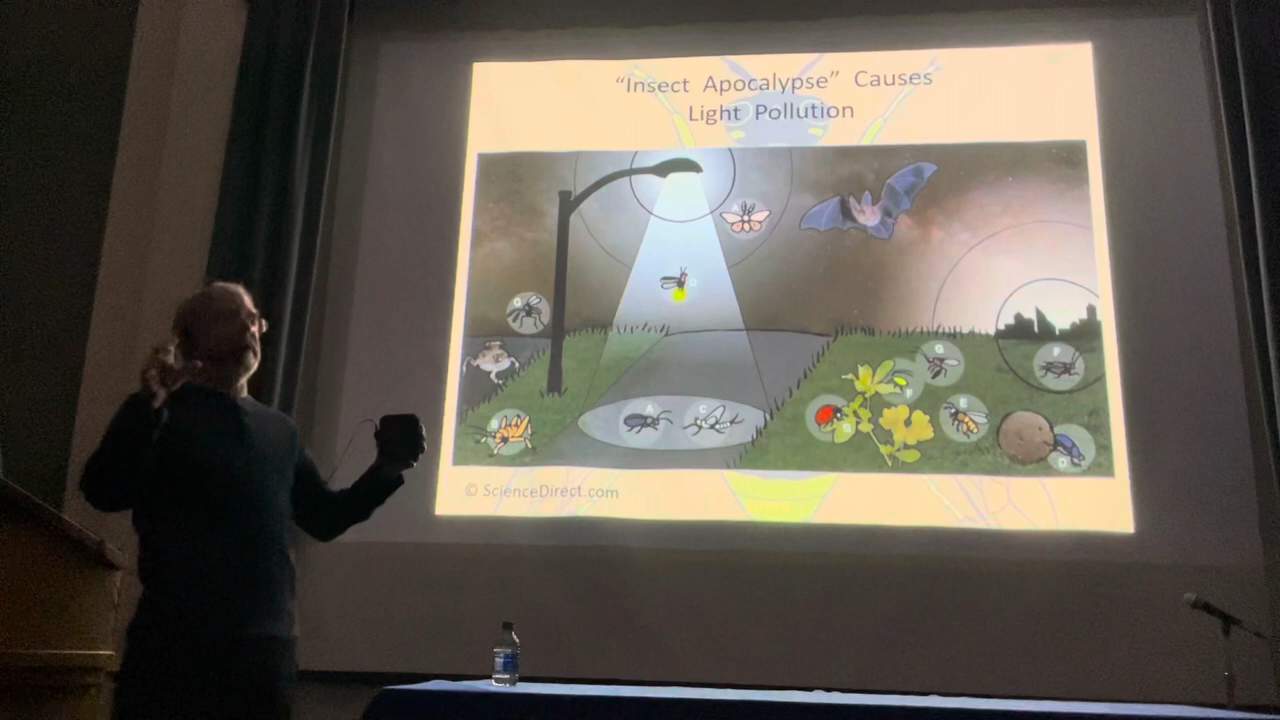 “Insect Apocalypse” Causes
Light Pollution
A
D
G
G
F
F
E
A
C
G
B
D
© ScienceDirect.com